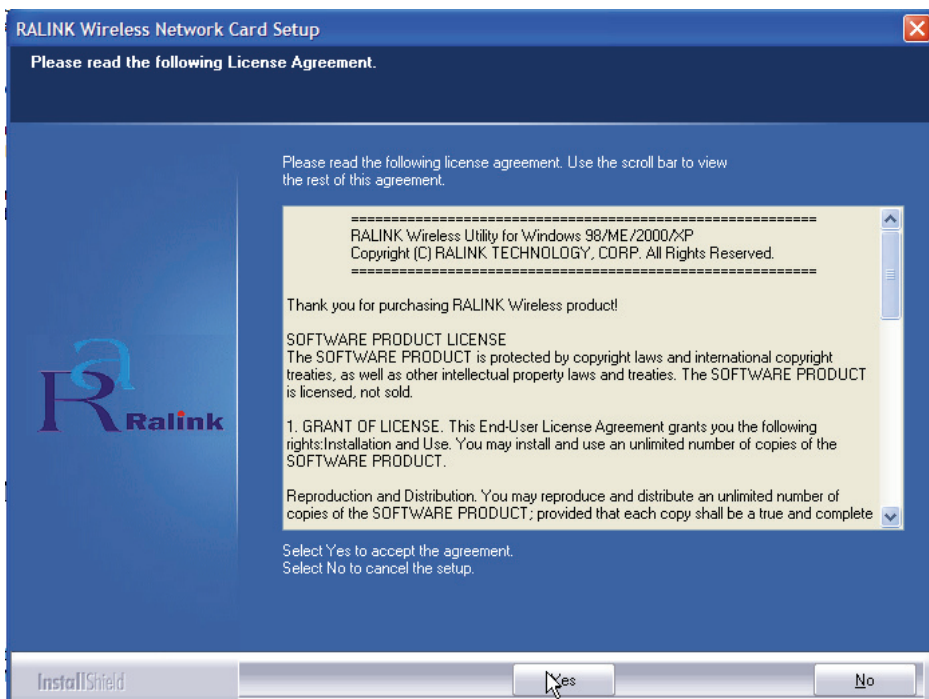 RALINK Wireless Network Card Setup
Please read the following License Agreement.
Please read the following license agreement. Use the scroll bar to view
the rest of this agreement.
============================================================
RALINK Wireless Utility for Windows 98/ME/2000/XP
Copyright (C) RALINK TECHNOLOGY, CORP. All Rights Reserved.
============================================================
Thank you for purchasing RALINK Wireless product!
SOFTWARE PRODUCT LICENSE
The SOFTWARE PRODUCT is protected by copyright laws and international copyright
treaties, as well as other intellectual property laws and treaties. The SOFTWARE PRODUCT
is licensed, not sold.
1. GRANT OF LICENSE. This End-User License Agreement grants you the following
rights:Installation and Use. You may install and use an unlimited number of copies of the
SOFTWARE PRODUCT.
Reproduction and Distribution. You may reproduce and distribute an unlimited number of
copies of the SOFTWARE PRODUCT; provided that each copy shall be a true and complete
Ra Ralink
Select Yes to accept the agreement.
Select No to cancel the setup.
InstallShield
Yes
No